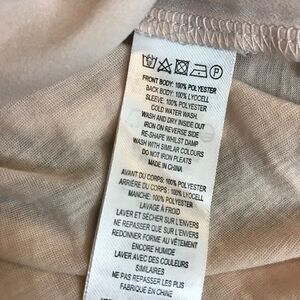 FRONT BODY: 100% POLYESTER
BACK BODY: 100% LYOCELL
SLEEVE: 100% POLYESTER
COLD WATER WASH.
WASH AND DRY INSIDE OUT
IRON ON REVERSE SIDE
RE-SHAPE WHILST DAMP
WASH WITH SIMILAR COLOURS
DO NOT IRON PLEATS
MADE IN CHINA
AVANT DU CORPS: 100% POLYESTER
ARRIÈRE DU CORPS : 100% LYOCELL
MANCHE: 100% POLYESTER
LAVAGE À FROID
LAVER ET SÉCHER SUR L'ENVERS
NE REPASSER QUE SUR L'ENVERS
REDONNER FORME AU VÊTEMENT
ENCORE HUMIDE
LAVER AVEC DES COULEURS
SIMILAIRES
NE PAS REPASSER LES PLIS
FABRIQUÉ EN CHINE